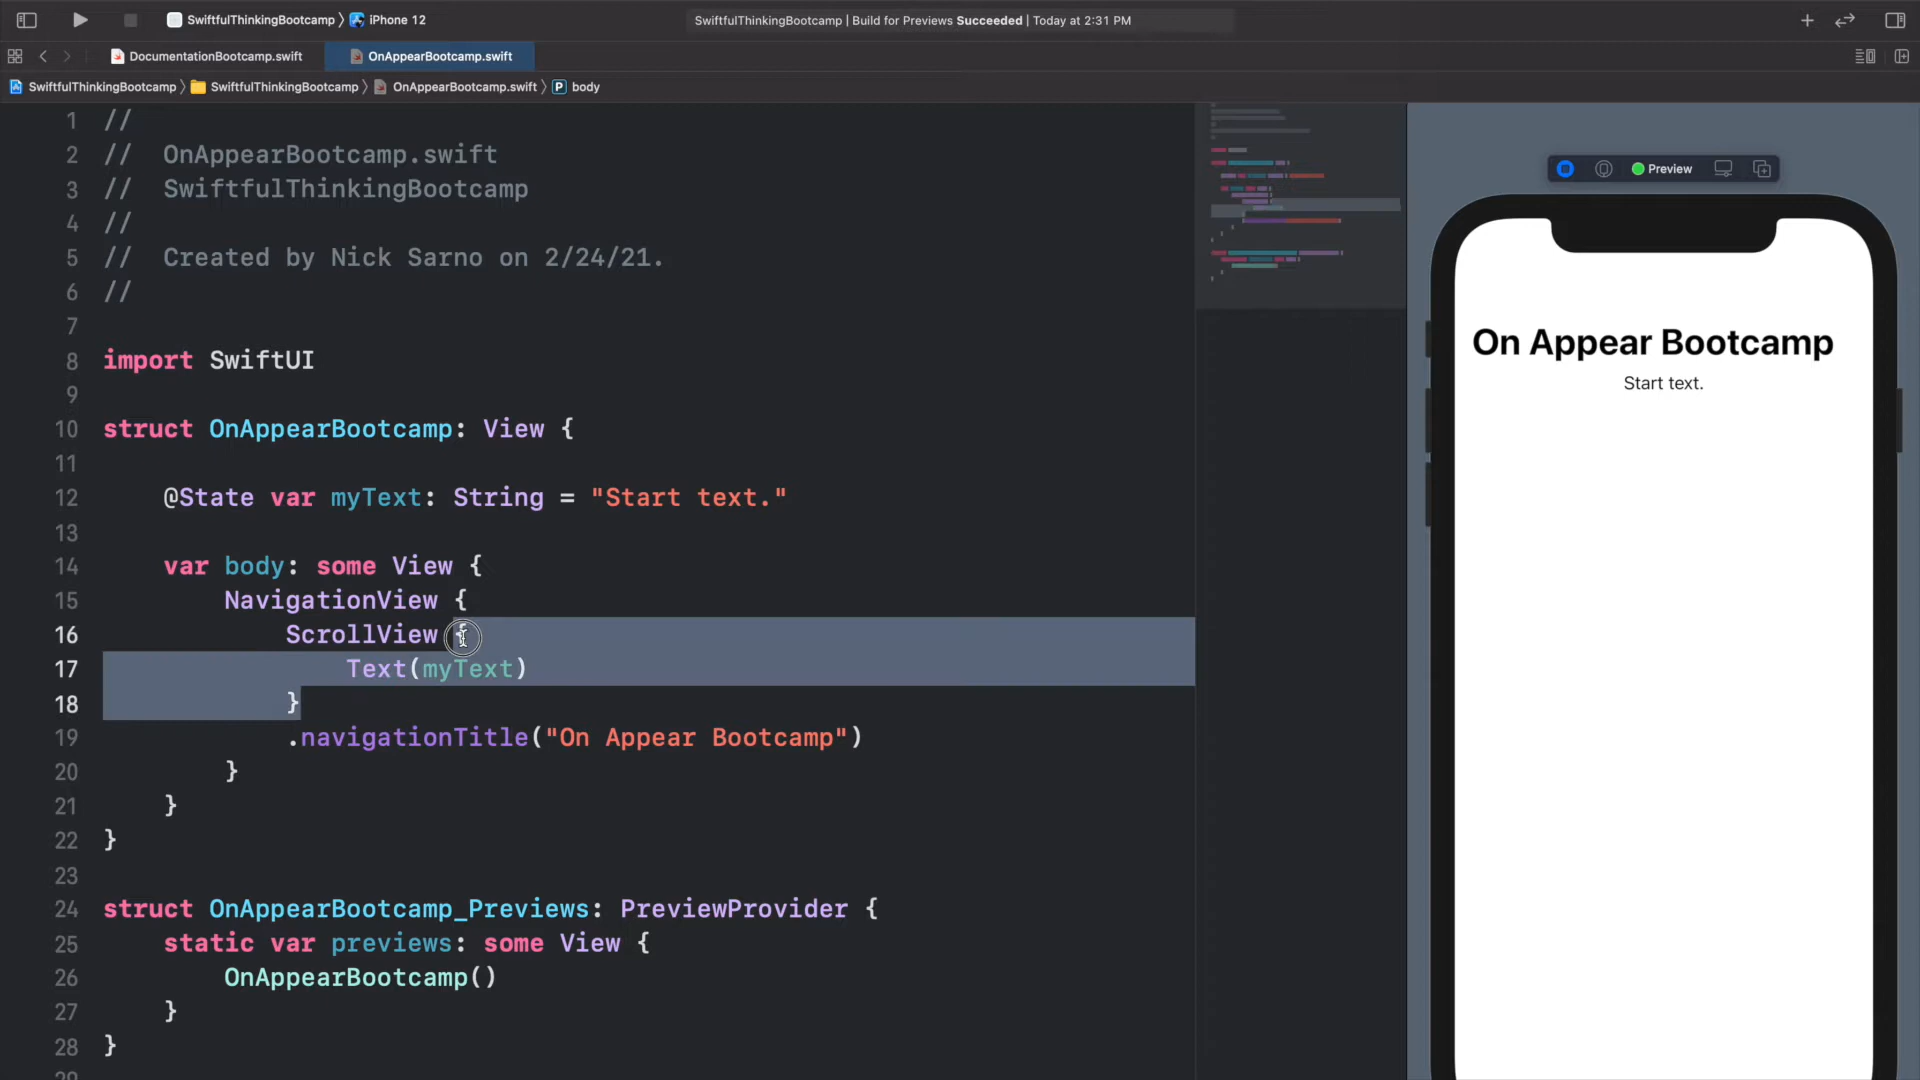 SwiftfulThinkingBootcamp 〉 iPhone 12
SwiftfulThinkingBootcamp | Build for Previews Succeeded | Today at 2:31 PM
DocumentationBootcamp.swift
OnAppearBootcamp.swift
SwiftfulThinkingBootcamp 〉 SwiftfulThinkingBootcamp 〉 OnAppearBootcamp.swift 〉 P body
1 //
2 //  OnAppearBootcamp.swift
3 //  SwiftfulThinkingBootcamp
4 //
5 //  Created by Nick Sarno on 2/24/21.
6 //
7
8 import SwiftUI
9
10 struct OnAppearBootcamp: View {
11
12     @State var myText: String = "Start text."
13
14     var body: some View {
15         NavigationView {
16             ScrollView {
17                 Text(myText)
18             }
19             .navigationTitle("On Appear Bootcamp")
20         }
21     }
22 }
23
24 struct OnAppearBootcamp_Previews: PreviewProvider {
25     static var previews: some View {
26         OnAppearBootcamp()
27     }
28 }
29
Preview
On Appear Bootcamp
Start text.